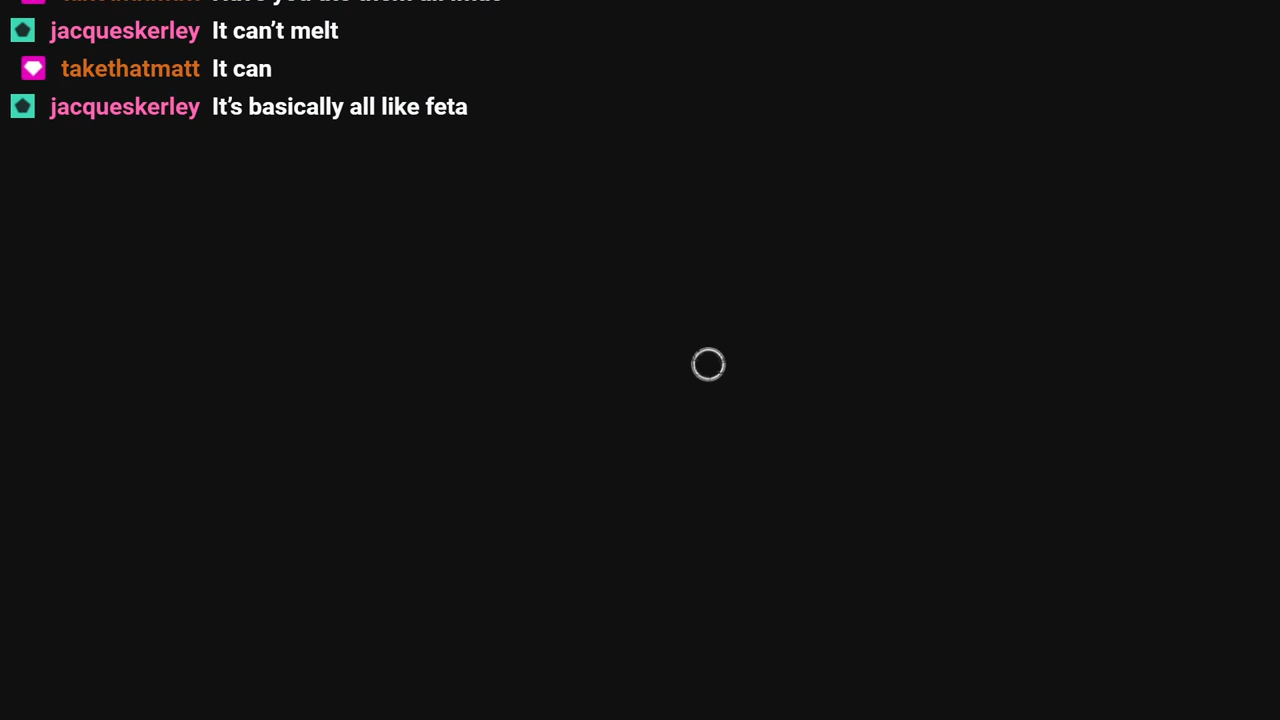 jacqueskerley It can’t melt
takethatmatt It can
jacqueskerley It’s basically all like feta